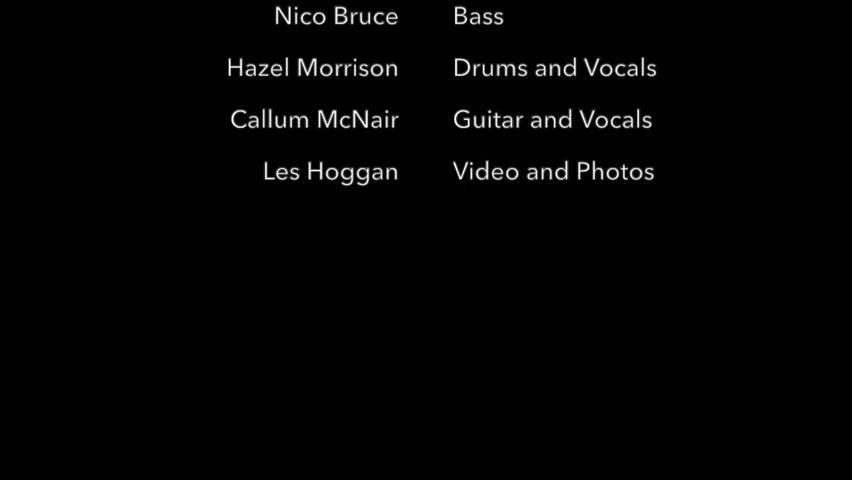 Nico Bruce Bass
Hazel Morrison Drums and Vocals
Callum McNair Guitar and Vocals
Les Hoggan Video and Photos